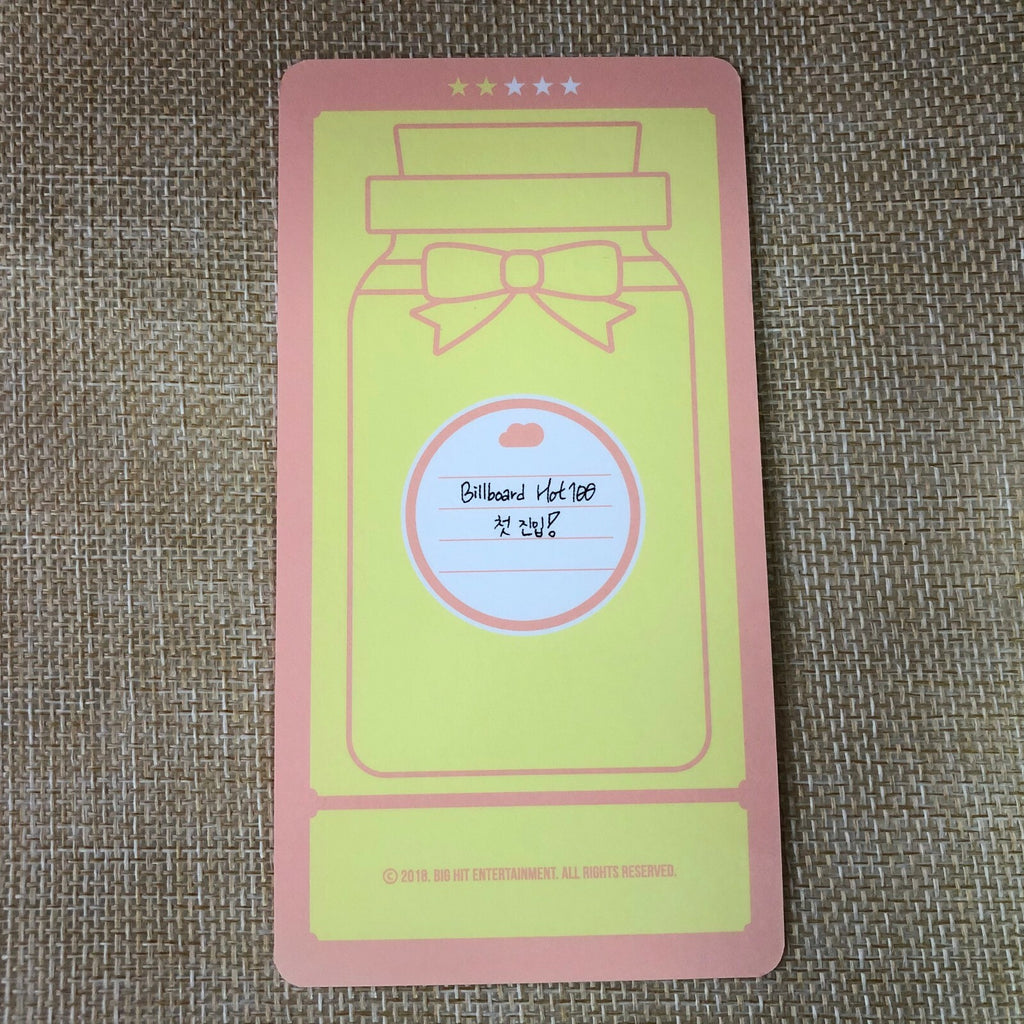 Billboard Hot 100
첫 진입!
© 2018. BIG HIT ENTERTAINMENT. ALL RIGHTS RESERVED.